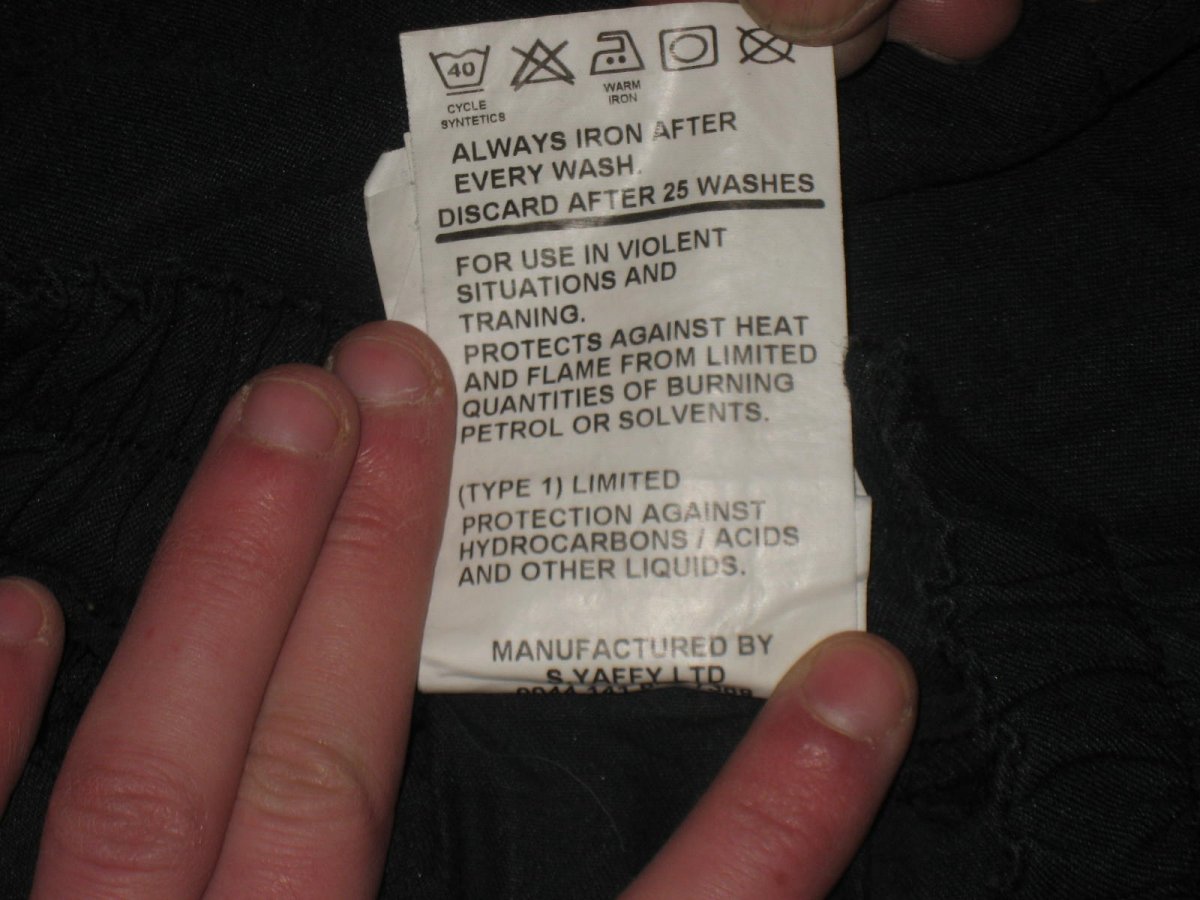 40
CYCLE
SYNTETICS
WARM
IRON
ALWAYS IRON AFTER
EVERY WASH.
DISCARD AFTER 25 WASHES
FOR USE IN VIOLENT
SITUATIONS AND
TRANING.
PROTECTS AGAINST HEAT
AND FLAME FROM LIMITED
QUANTITIES OF BURNING
PETROL OR SOLVENTS.
(TYPE 1) LIMITED
PROTECTION AGAINST
HYDROCARBONS / ACIDS
AND OTHER LIQUIDS.
MANUFACTURED BY
S.YAFFY LTD